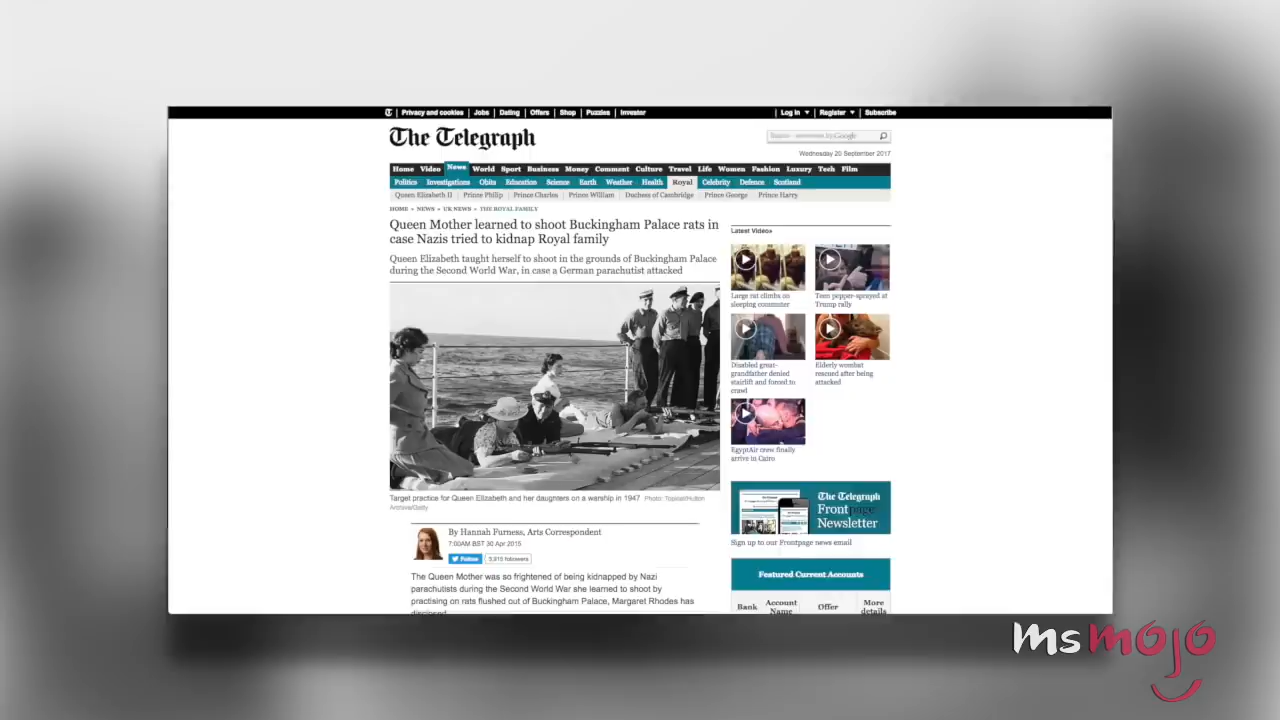 Privacy and cookies | Jobs | Dating | Offers | Shop | Puzzles | Investor
Log in | Register | Subscribe
The Telegraph
Wednesday 20 September 2017
Home Video News World Sport Business Money Comment Culture Travel Life Women Fashion Luxury Tech Film
Politics Investigations Obits Education Science Earth Weather Health Royal Celebrity Defence Scotland
Queen Elizabeth II Prince Philip Prince Charles Prince William Duchess of Cambridge Prince George Prince Harry
HOME » NEWS » UK NEWS » THE ROYAL FAMILY
Queen Mother learned to shoot Buckingham Palace rats in
case Nazis tried to kidnap Royal family
Queen Elizabeth taught herself to shoot in the grounds of Buckingham Palace
during the Second World War, in case a German parachutist attacked
Target practice for Queen Elizabeth and her daughters on a warship in 1947 Photo: Topical/Hulton
Archive/Getty
By Hannah Furness, Arts Correspondent
7:00AM BST 30 Apr 2015
Follow
followers
The Queen Mother was so frightened of being kidnapped by Nazi
parachutists during the Second World War she learned to shoot by
practising on rats flushed out of Buckingham Palace, Margaret Rhodes has
disclosed
Latest Video»
Large rat climbs on
sleeping commuter
Teen pepper-sprayed at
Trump rally
Disabled great-
grandfather denied
stairlift and forced to
crawl
Elderly wombat
rescued after being
attacked
EgyptAir crew finally
arrive in Cairo
The Telegraph
Frontpage
Newsletter
Sign up to our Frontpage news email
Featured Current Accounts
Bank Account Name Offer More details
MsMojo